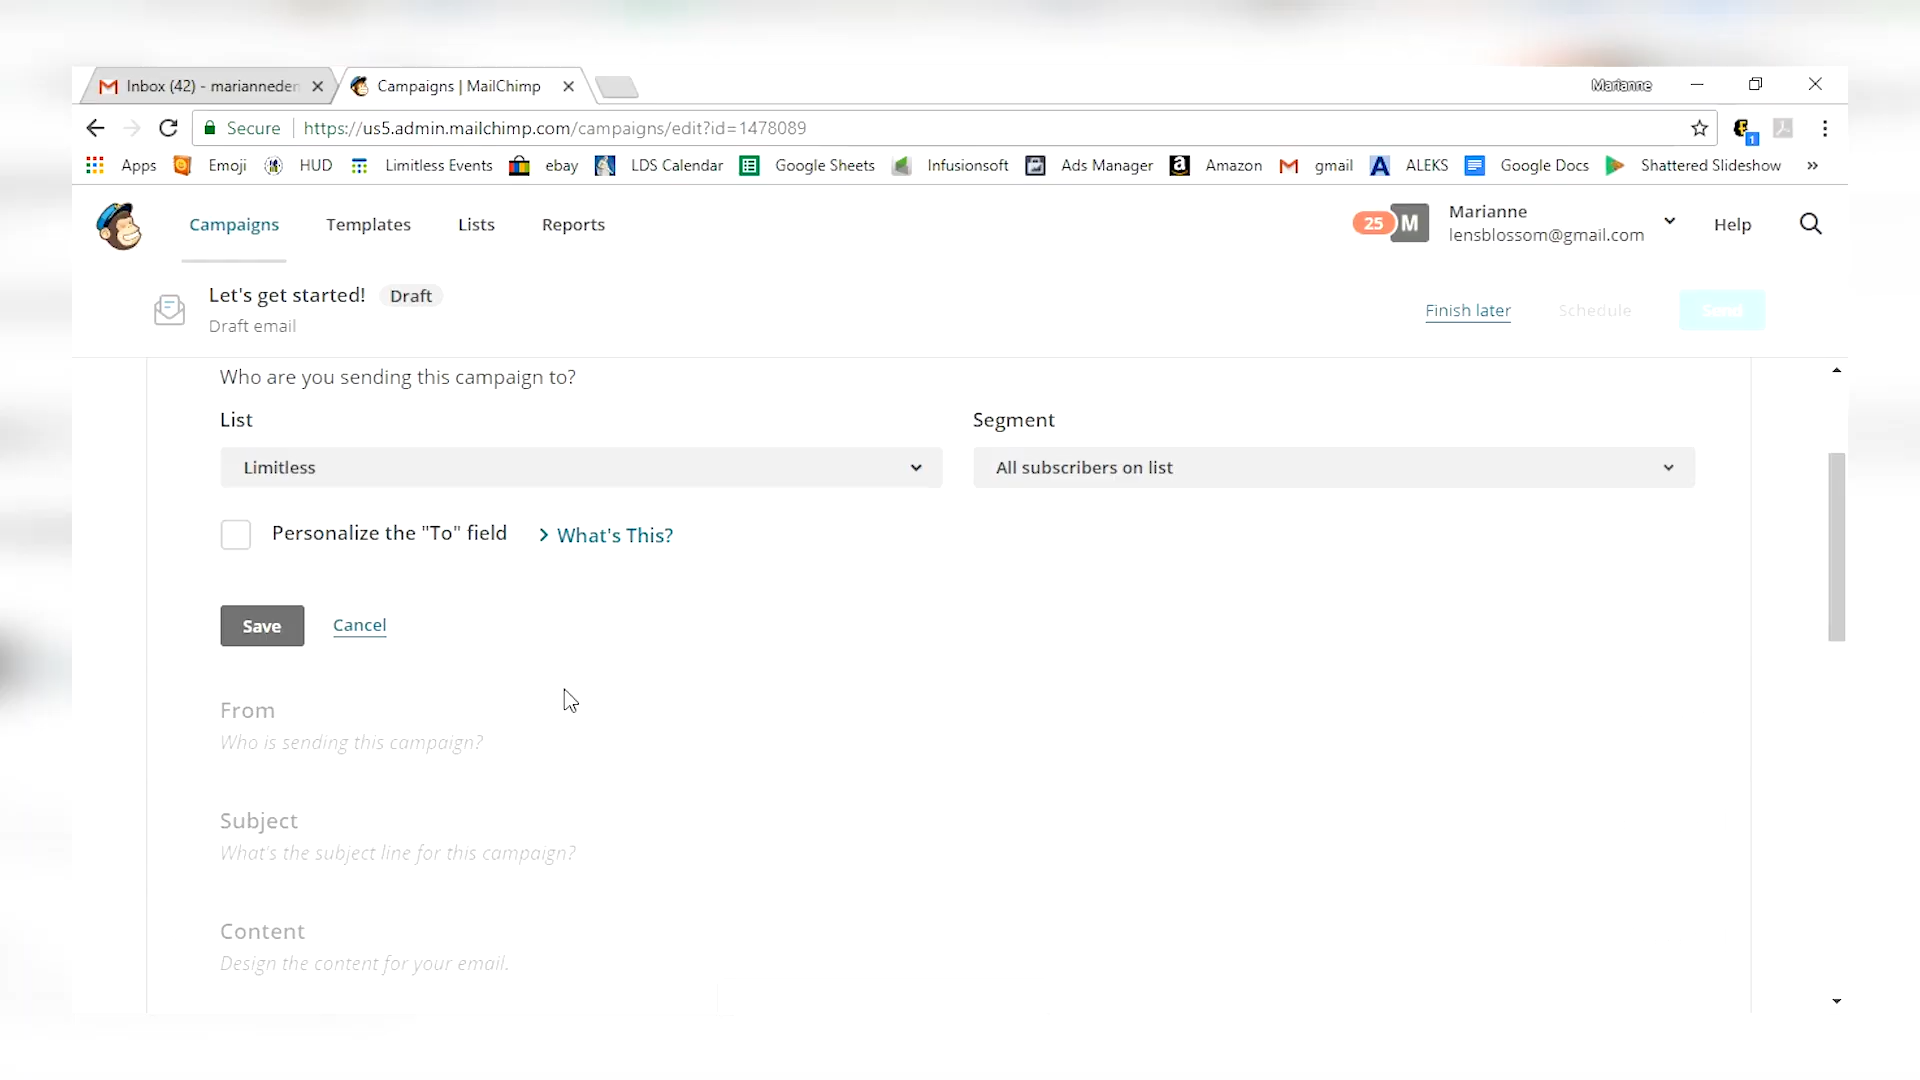 Inbox (42) - marianneden
Campaigns | MailChimp
Marianne
Secure
https://us5.admin.mailchimp.com/campaigns/edit?id=1478089
1
Apps
Emoji
HUD
Limitless Events
ebay
LDS Calendar
Google Sheets
Infusionsoft
Ads Manager
Amazon
gmail
ALEKS
Google Docs
Shattered Slideshow
»
Campaigns
Templates
Lists
Reports
25
M
Marianne
lensblossom@gmail.com
Help
Let's get started!
Draft
Draft email
Finish later
Schedule
Send
Who are you sending this campaign to?
List
Segment
Limitless
All subscribers on list
Personalize the "To" field
What's This?
Save
Cancel
From
Who is sending this campaign?
Subject
What's the subject line for this campaign?
Content
Design the content for your email.